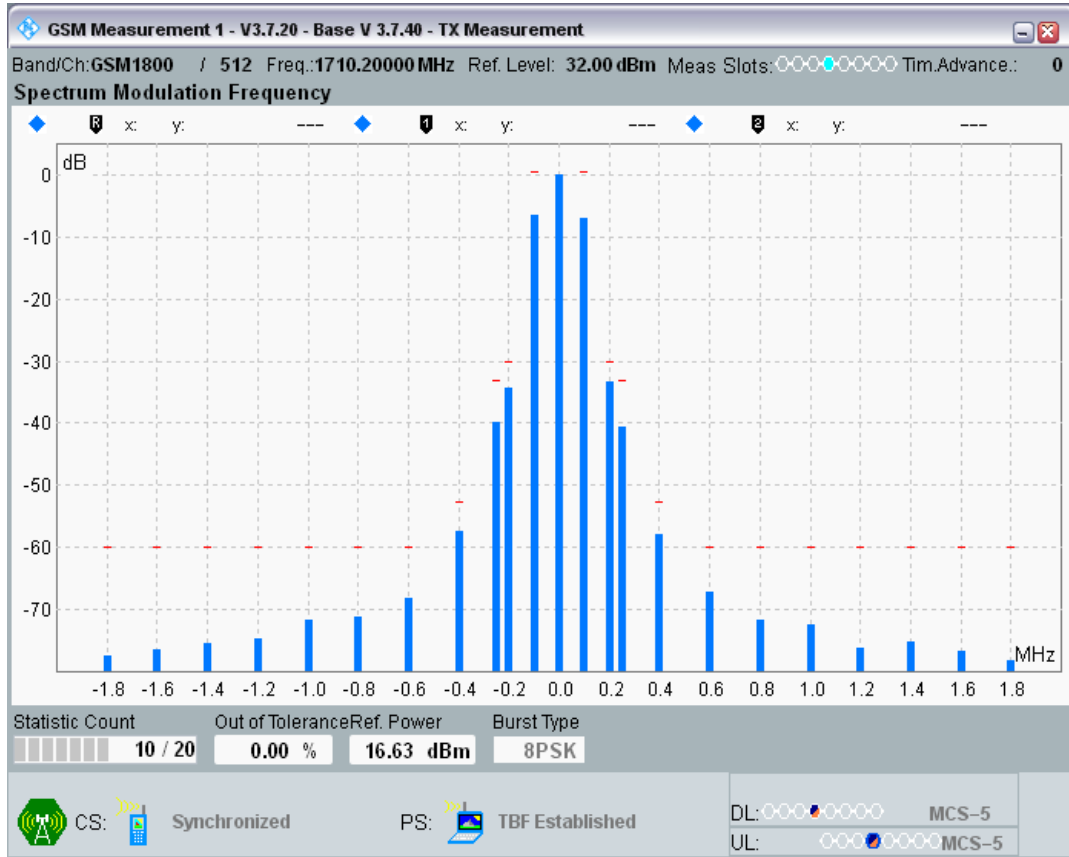 GSM Measurement 1 - V3.7.20 - Base V 3.7.40 - TX Measurement
Band/Ch:GSM1800 / 512 Freq.:1710.20000 MHz Ref. Level: 32.00 dBm Meas Slots: Tim.Advance.: 0
Spectrum Modulation Frequency
R x: y: --- 1 x: y: --- 2 x: y: ---
dB
0
-10
-20
-30
-40
-50
-60
-70
MHz
-1.8 -1.6 -1.4 -1.2 -1.0 -0.8 -0.6 -0.4 -0.2 0.0 0.2 0.4 0.6 0.8 1.0 1.2 1.4 1.6 1.8
Statistic Count Out of Tolerance Ref. Power Burst Type
10 / 20 0.00 % 16.63 dBm 8PSK
CS: Synchronized PS: TBF Established DL: MCS-5
UL: MCS-5